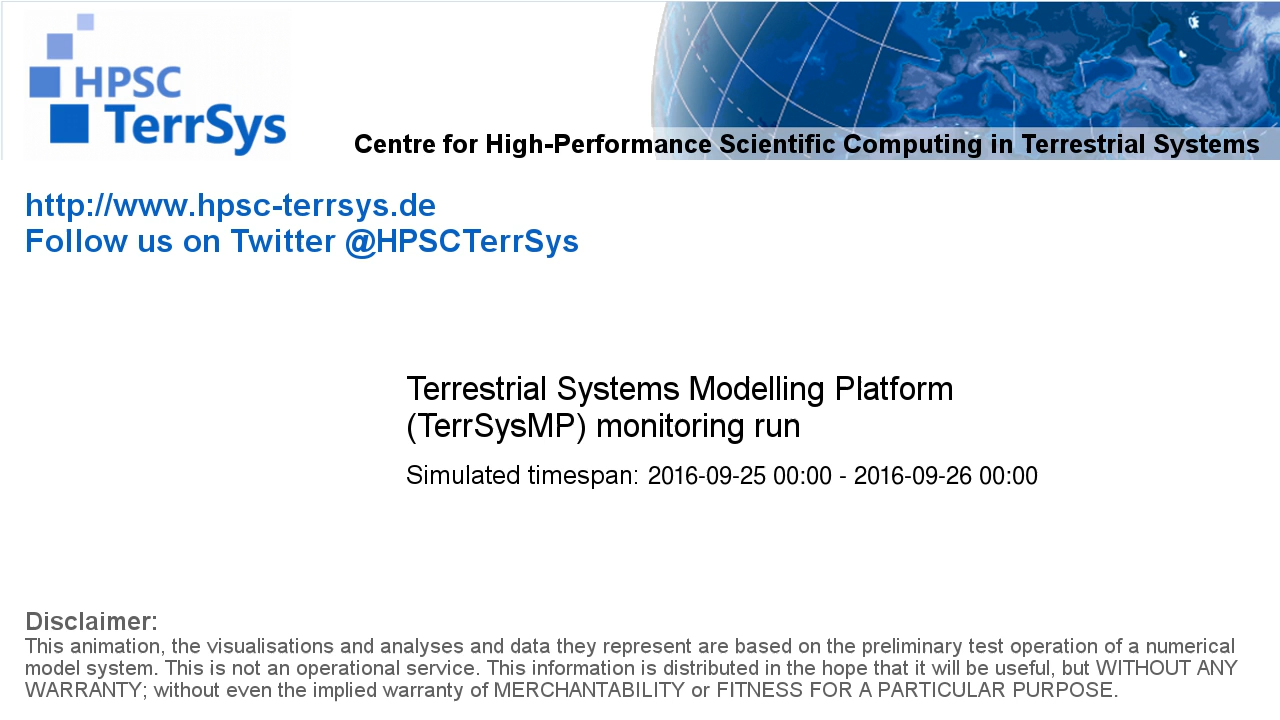 HPSC
TerrSys
Centre for High-Performance Scientific Computing in Terrestrial Systems
http://www.hpsc-terrsys.de
Follow us on Twitter @HPSCTerrSys
Terrestrial Systems Modelling Platform
(TerrSysMP) monitoring run
Simulated timespan: 2016-09-25 00:00 - 2016-09-26 00:00
Disclaimer:
This animation, the visualisations and analyses and data they represent are based on the preliminary test operation of a numerical
model system. This is not an operational service. This information is distributed in the hope that it will be useful, but WITHOUT ANY
WARRANTY; without even the implied warranty of MERCHANTABILITY or FITNESS FOR A PARTICULAR PURPOSE.